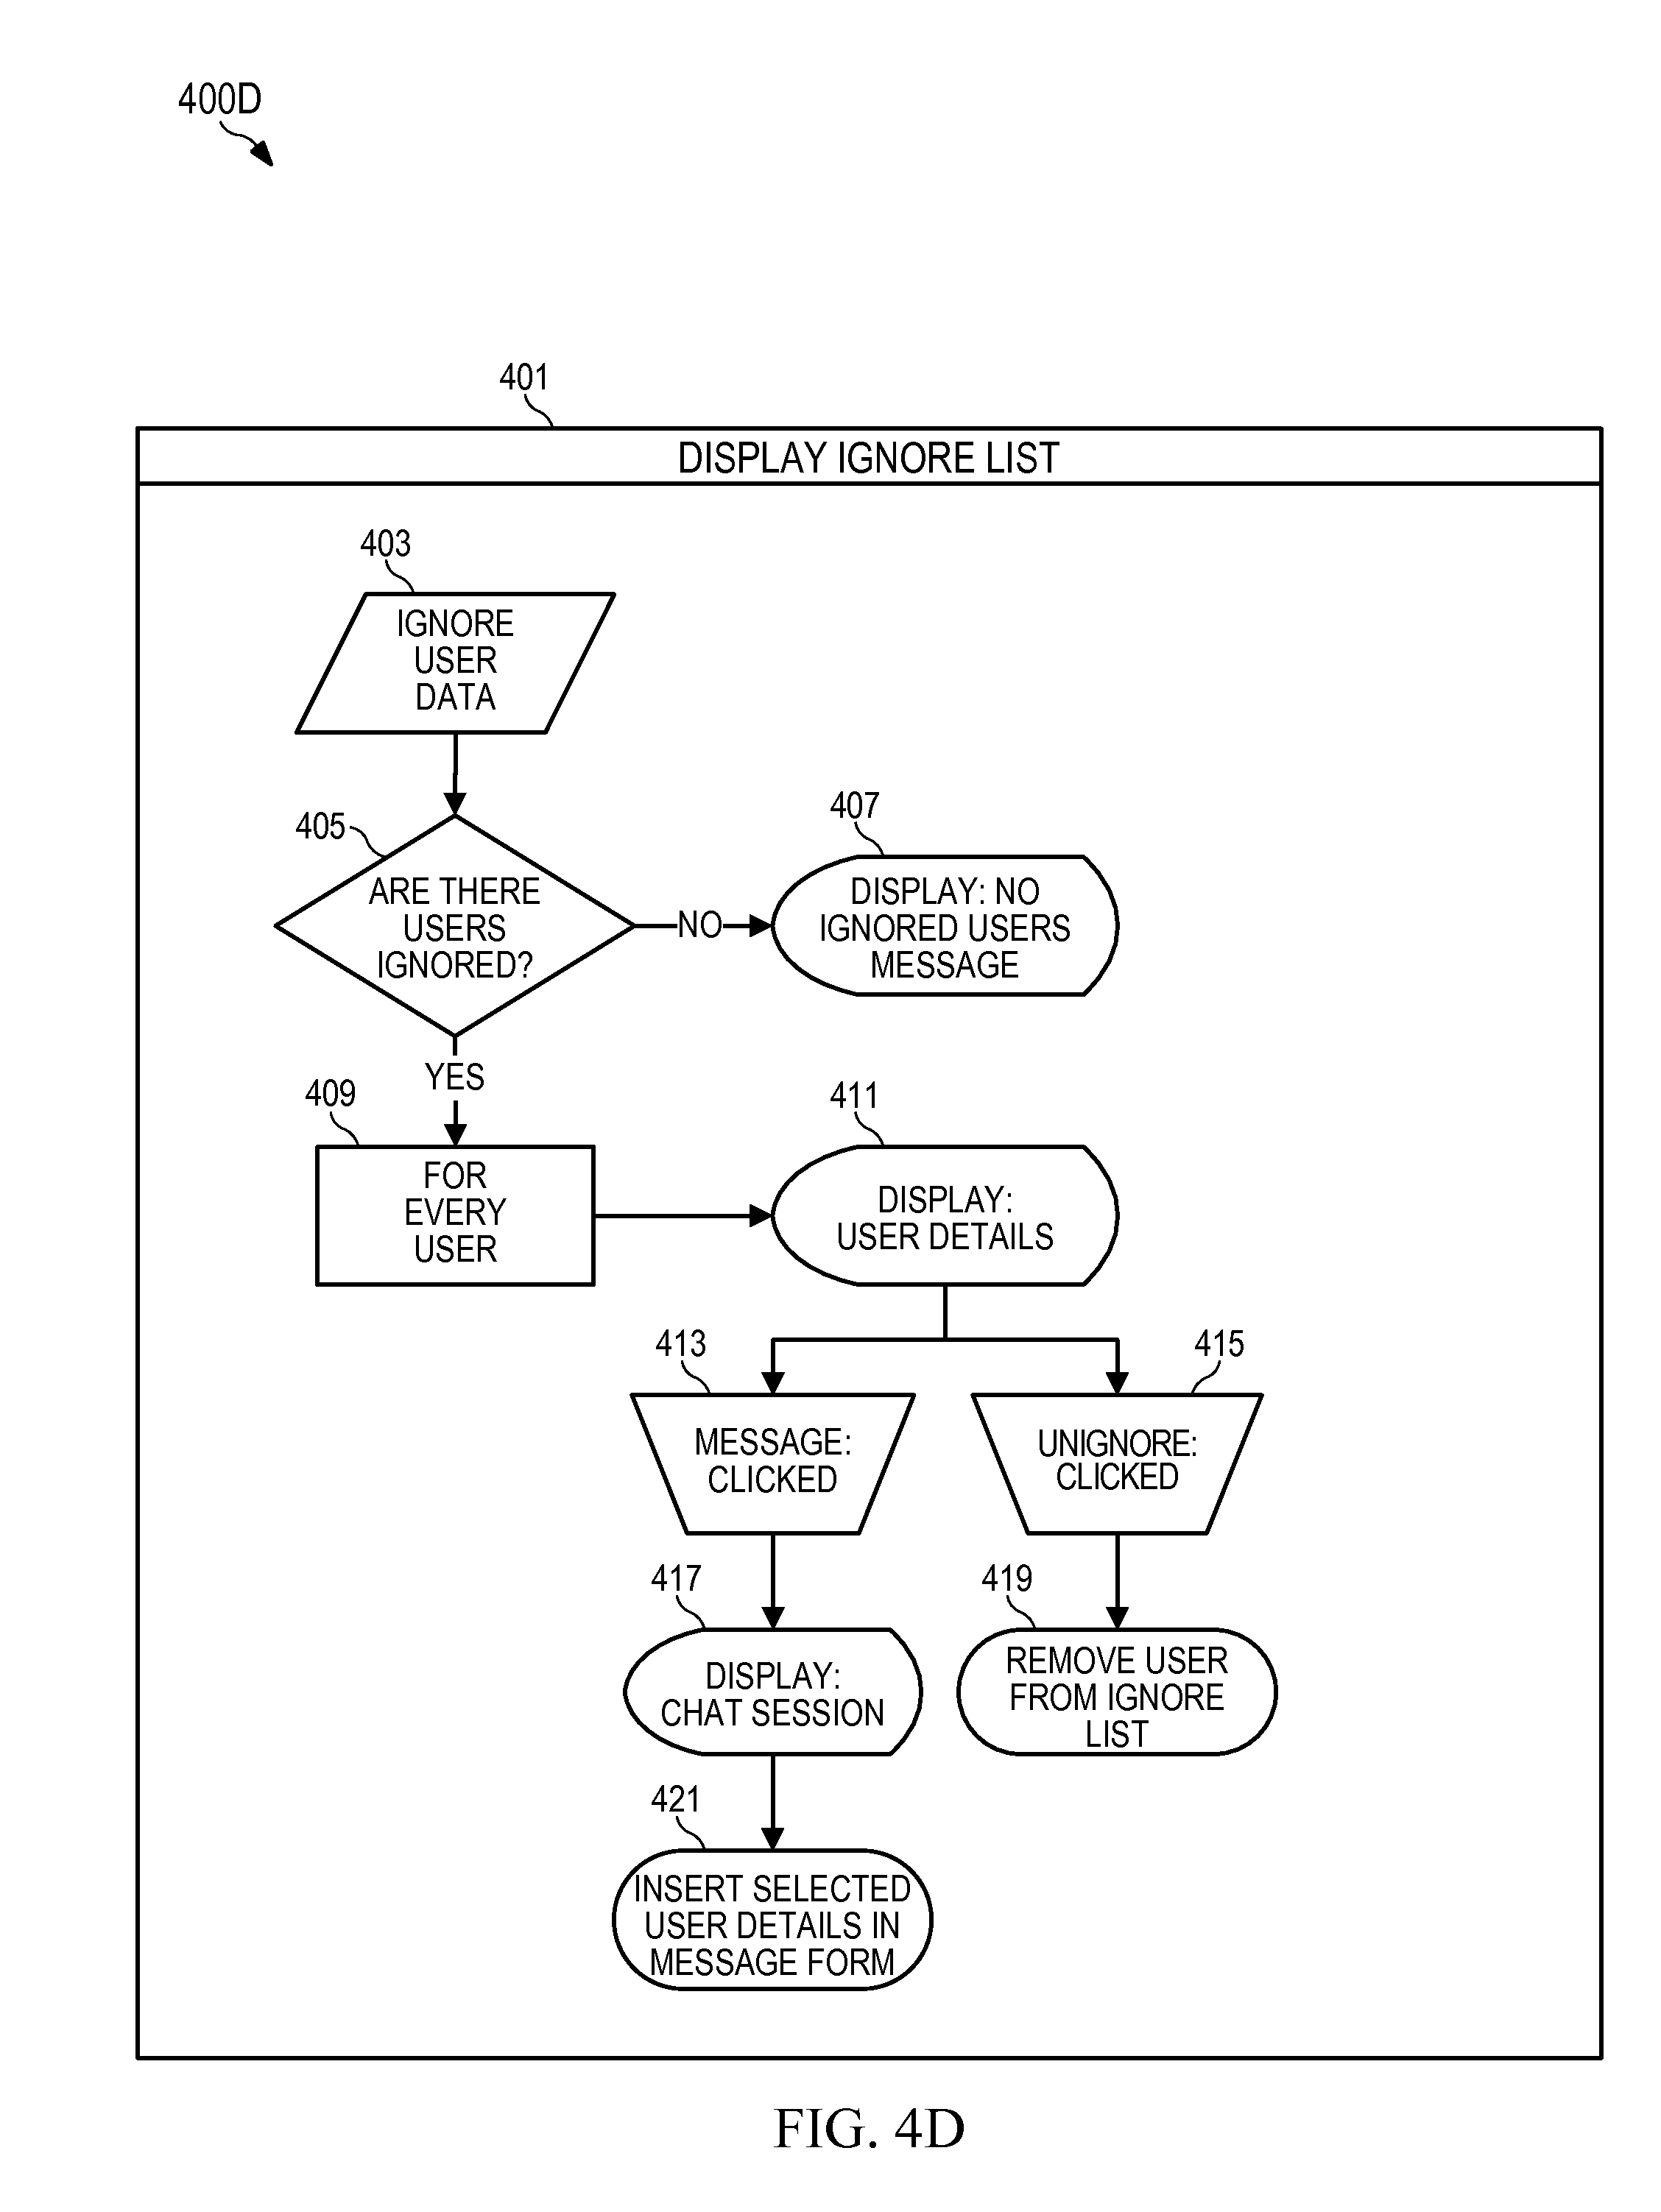 400D
401
DISPLAY IGNORE LIST
403
IGNORE
USER
DATA
405
ARE THERE
USERS
IGNORED?
NO
407
DISPLAY: NO
IGNORED USERS
MESSAGE
YES
409
FOR
EVERY
USER
411
DISPLAY:
USER DETAILS
413
MESSAGE:
CLICKED
415
UNIGNORE:
CLICKED
417
DISPLAY:
CHAT SESSION
419
REMOVE USER
FROM IGNORE
LIST
421
INSERT SELECTED
USER DETAILS IN
MESSAGE FORM
FIG. 4D